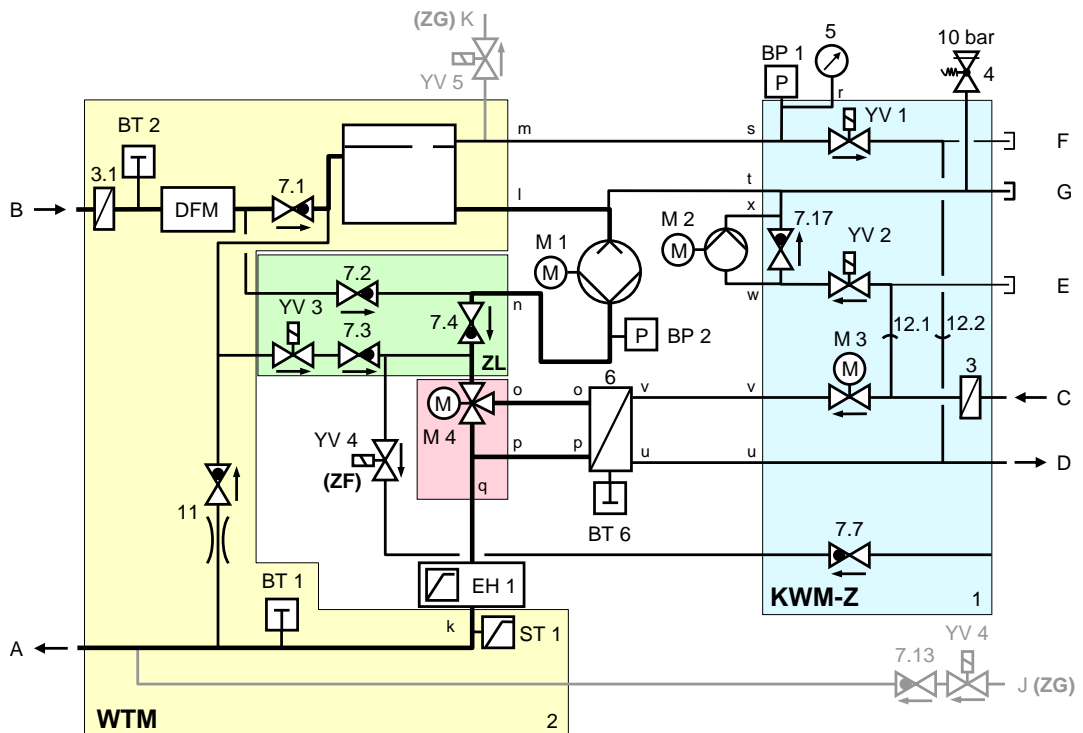 (ZG) K
YV 5
10 bar
5
BP 1
P
4
r
BT 2
m
s
YV 1
F
3.1
7.1
B
DFM
t
G
l
x
M 2
M
7.17
M 1
M
YV 2
w
E
7.2
n
YV 3
7.3
7.4
ZL
P
BP 2
12.1
12.2
M 3
M
3
6
o
o
v
v
C
M
M 4
YV 4
(ZF)
p
p
u
u
D
q
11
BT 6
7.7
EH 1
BT 1
KWM-Z
1
k
ST 1
A
YV 4
7.13
J (ZG)
WTM
2